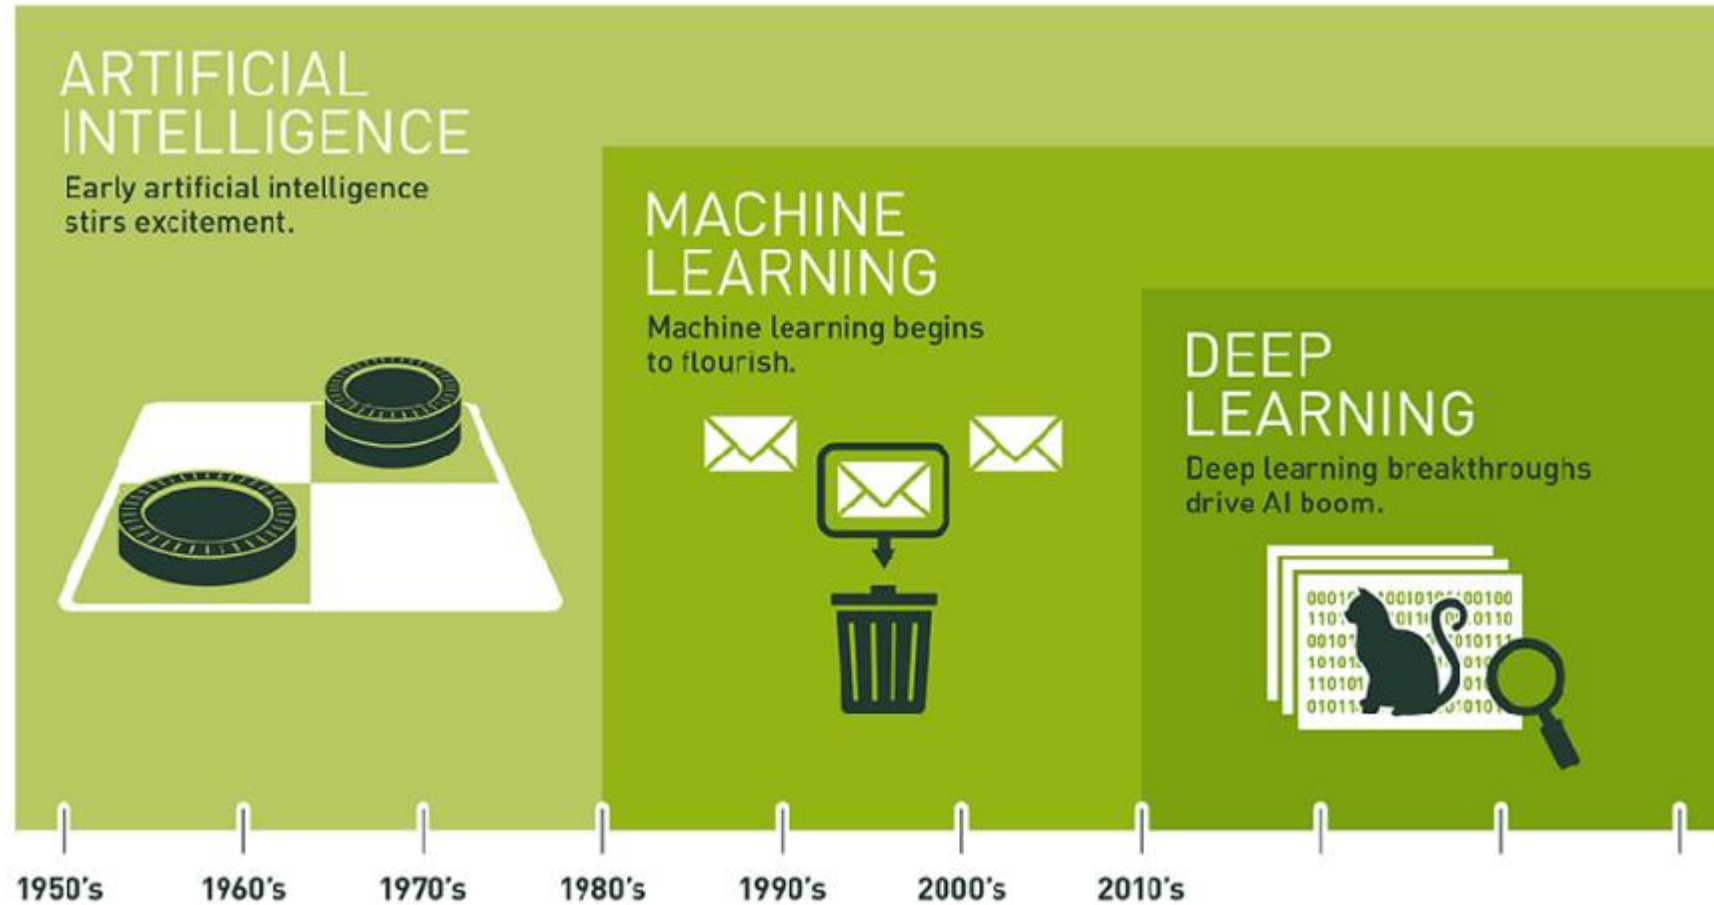 ARTIFICIAL
INTELLIGENCE
Early artificial intelligence
stirs excitement.
MACHINE
LEARNING
Machine learning begins
to flourish.
DEEP
LEARNING
Deep learning breakthroughs
drive AI boom.
1950's 1960's 1970's 1980's 1990's 2000's 2010's